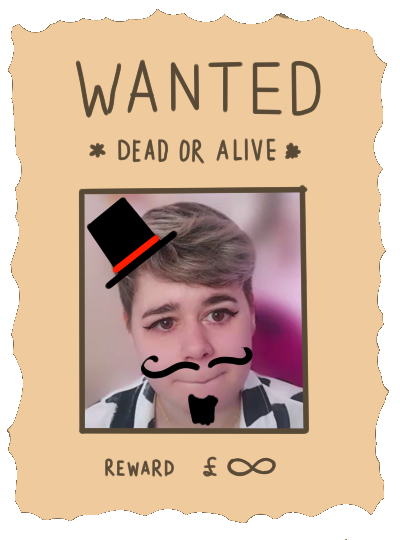 WANTED
* DEAD OR ALIVE *
REWARD £ ∞